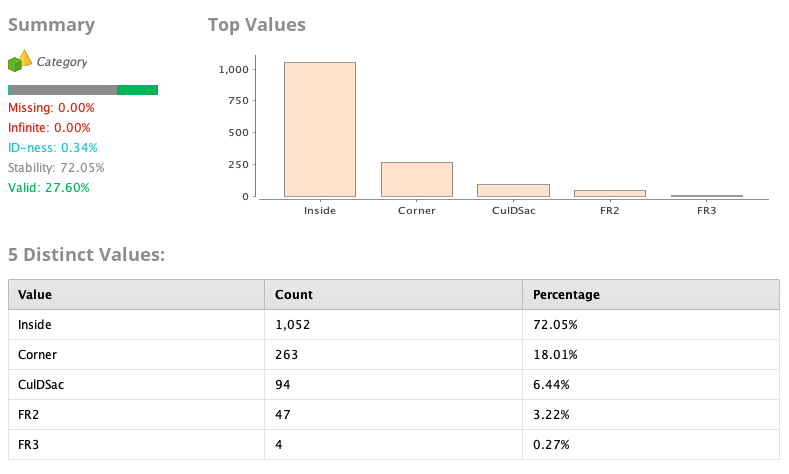 Summary
Category
Missing: 0.00%
Infinite: 0.00%
ID-ness: 0.34%
Stability: 72.05%
Valid: 27.60%
Top Values
1,000
750
500
250
0
Inside Corner CulDSac FR2 FR3
5 Distinct Values:
Value Count Percentage
Inside 1,052 72.05%
Corner 263 18.01%
CulDSac 94 6.44%
FR2 47 3.22%
FR3 4 0.27%